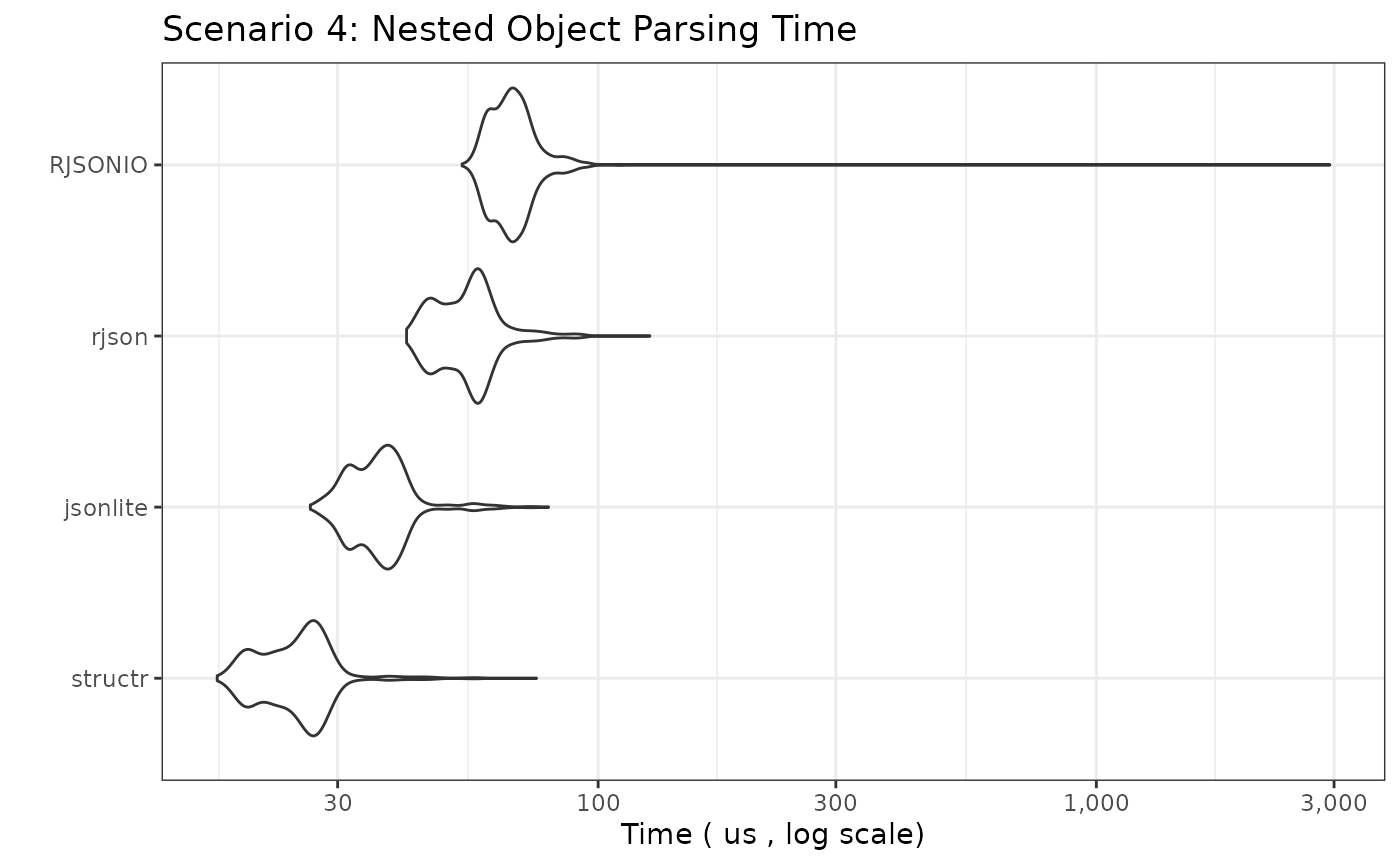 Scenario 4: Nested Object Parsing Time
RJSONIO
rjson
jsonlite
structr
30 100 300 1,000 3,000
Time ( us , log scale)